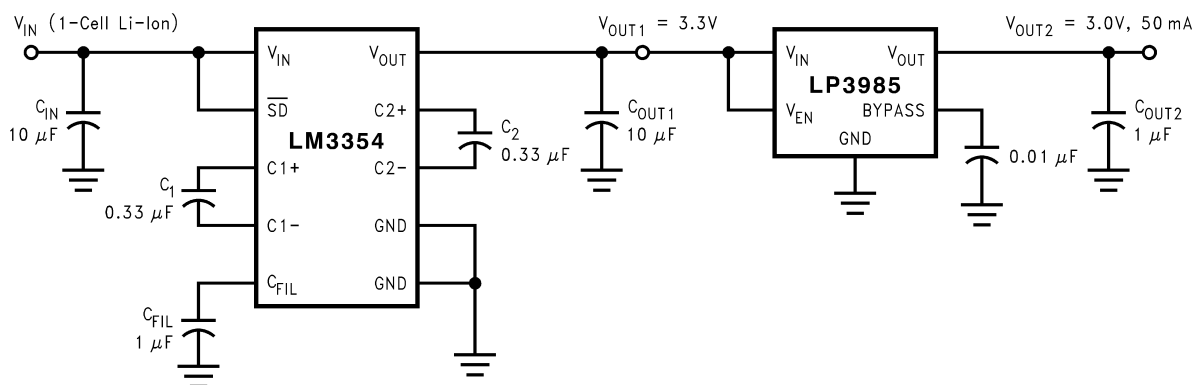 V_IN (1-Cell Li-Ion)
V_OUT1 = 3.3V
V_OUT2 = 3.0V, 50 mA
C_IN
10 µF
V_IN
V_OUT
S̅D̅
C2+
LM3354
C1+
C2-
C1-
GND
C_FIL
GND
C_1
0.33 µF
C_2
0.33 µF
C_FIL
1 µF
C_OUT1
10 µF
V_IN
V_OUT
LP3985
V_EN
BYPASS
GND
0.01 µF
C_OUT2
1 µF